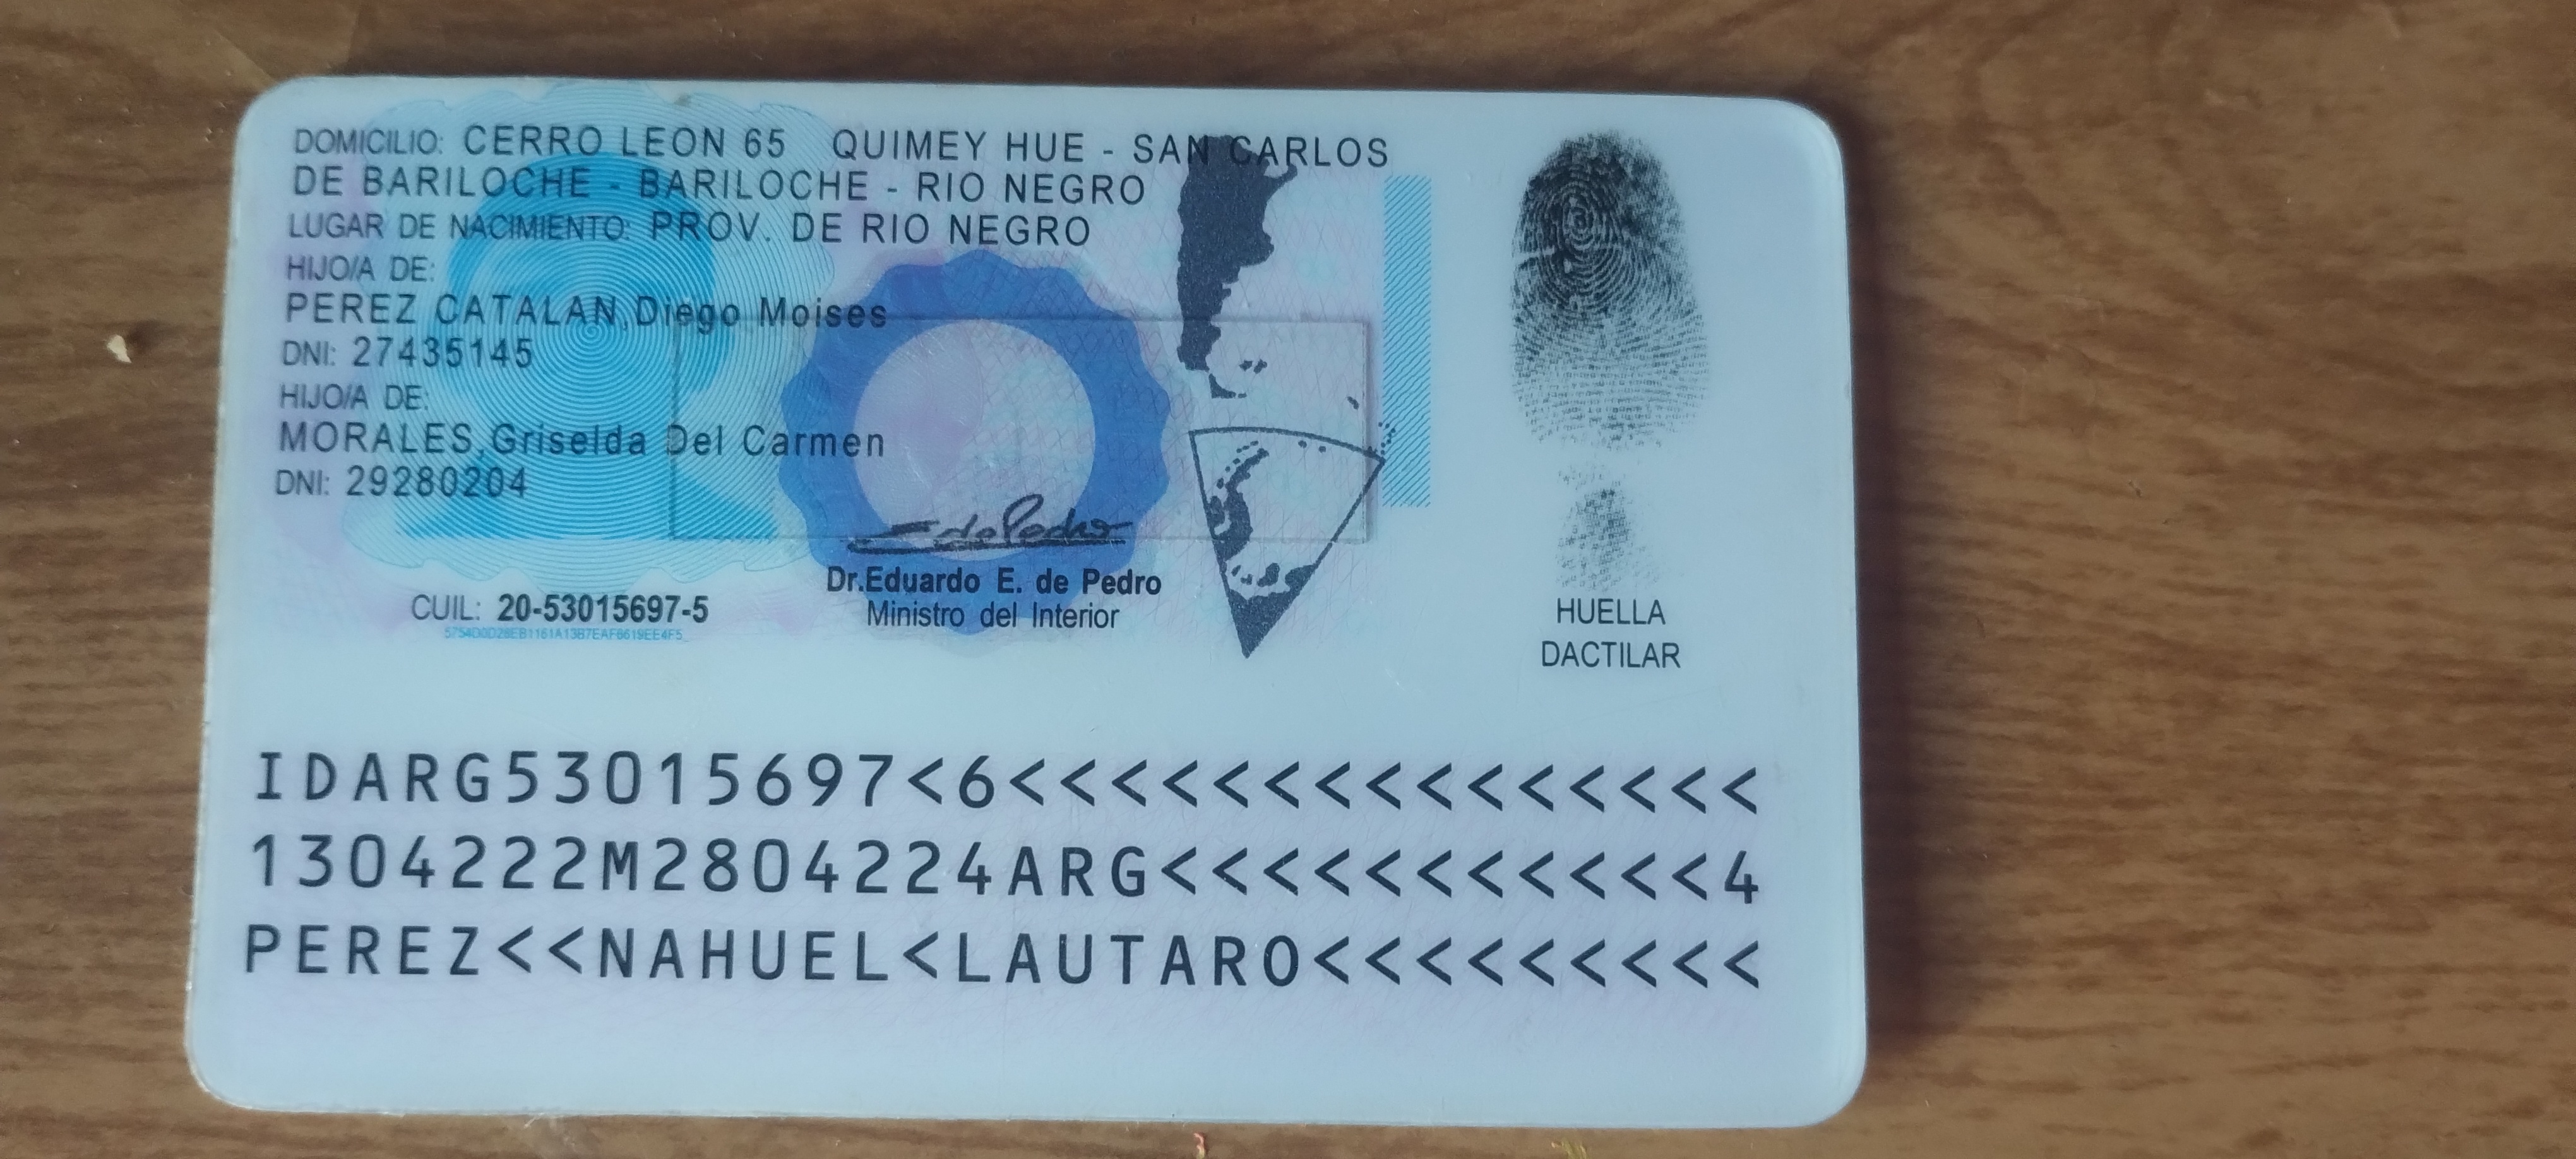 DOMICILIO: CERRO LEON 65 QUIMEY HUE - SAN CARLOS
DE BARILOCHE - BARILOCHE - RIO NEGRO
LUGAR DE NACIMIENTO: PROV. DE RIO NEGRO
HIJO/A DE:
PEREZ CATALAN,Diego Moises
DNI: 27435145
HIJO/A DE:
MORALES,Griselda Del Carmen
DNI: 29280204
CUIL: 20-53015697-5
Dr.Eduardo E. de Pedro
Ministro del Interior
HUELLA
DACTILAR
IDARG53015697<6<<<<<<<<<<<<<<<
1304222M2804224ARG<<<<<<<<<<<4
PEREZ<<NAHUEL<LAUTARO<<<<<<<<<